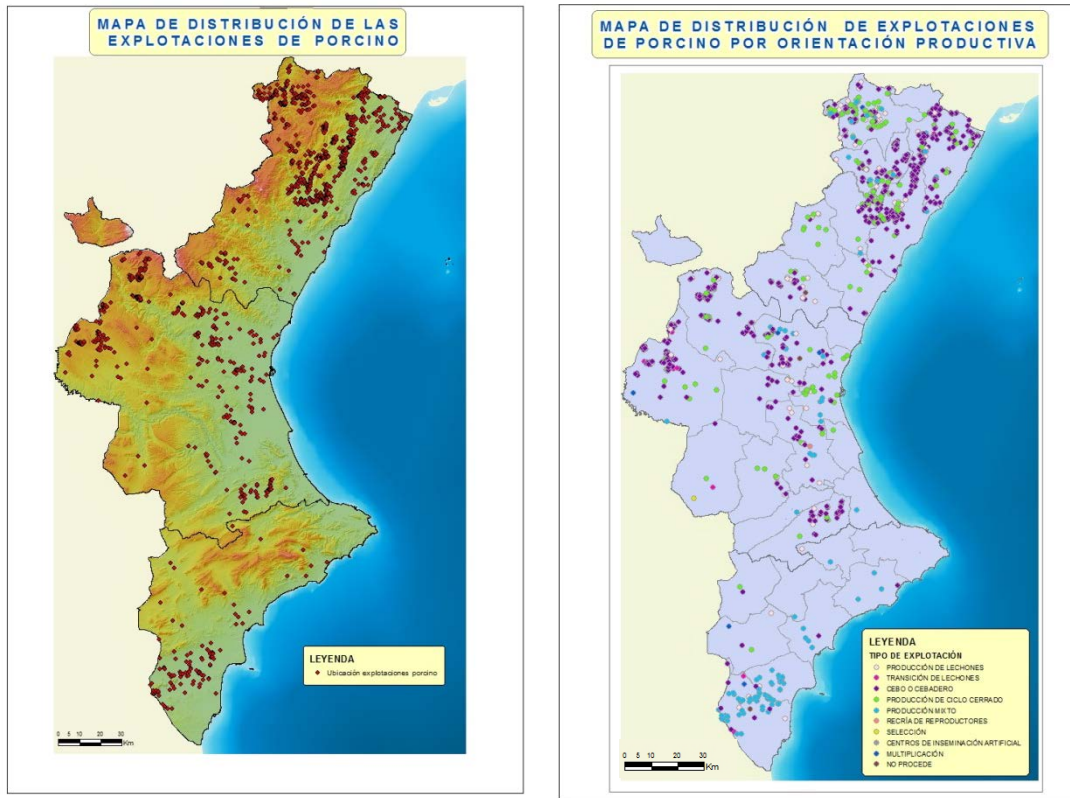 MAPA DE DISTRIBUCIÓN DE LAS
EXPLOTACIONES DE PORCINO
LEYENDA
Ubicación explotaciones porcino
0 5 10 20 30
Km
MAPA DE DISTRIBUCIÓN DE EXPLOTACIONES
DE PORCINO POR ORIENTACIÓN PRODUCTIVA
LEYENDA
TIPO DE EXPLOTACIÓN
PRODUCCIÓN DE LECHONES
TRANSICIÓN DE LECHONES
CEBO O CEBADERO
PRODUCCIÓN DE CICLO CERRADO
PRODUCCIÓN MIXTO
RECRÍA DE REPRODUCTORES
SELECCIÓN
CENTROS DE INSEMINACIÓN ARTIFICIAL
MULTIPLICACIÓN
NO PROCEDE
0 5 10 20 30
Km